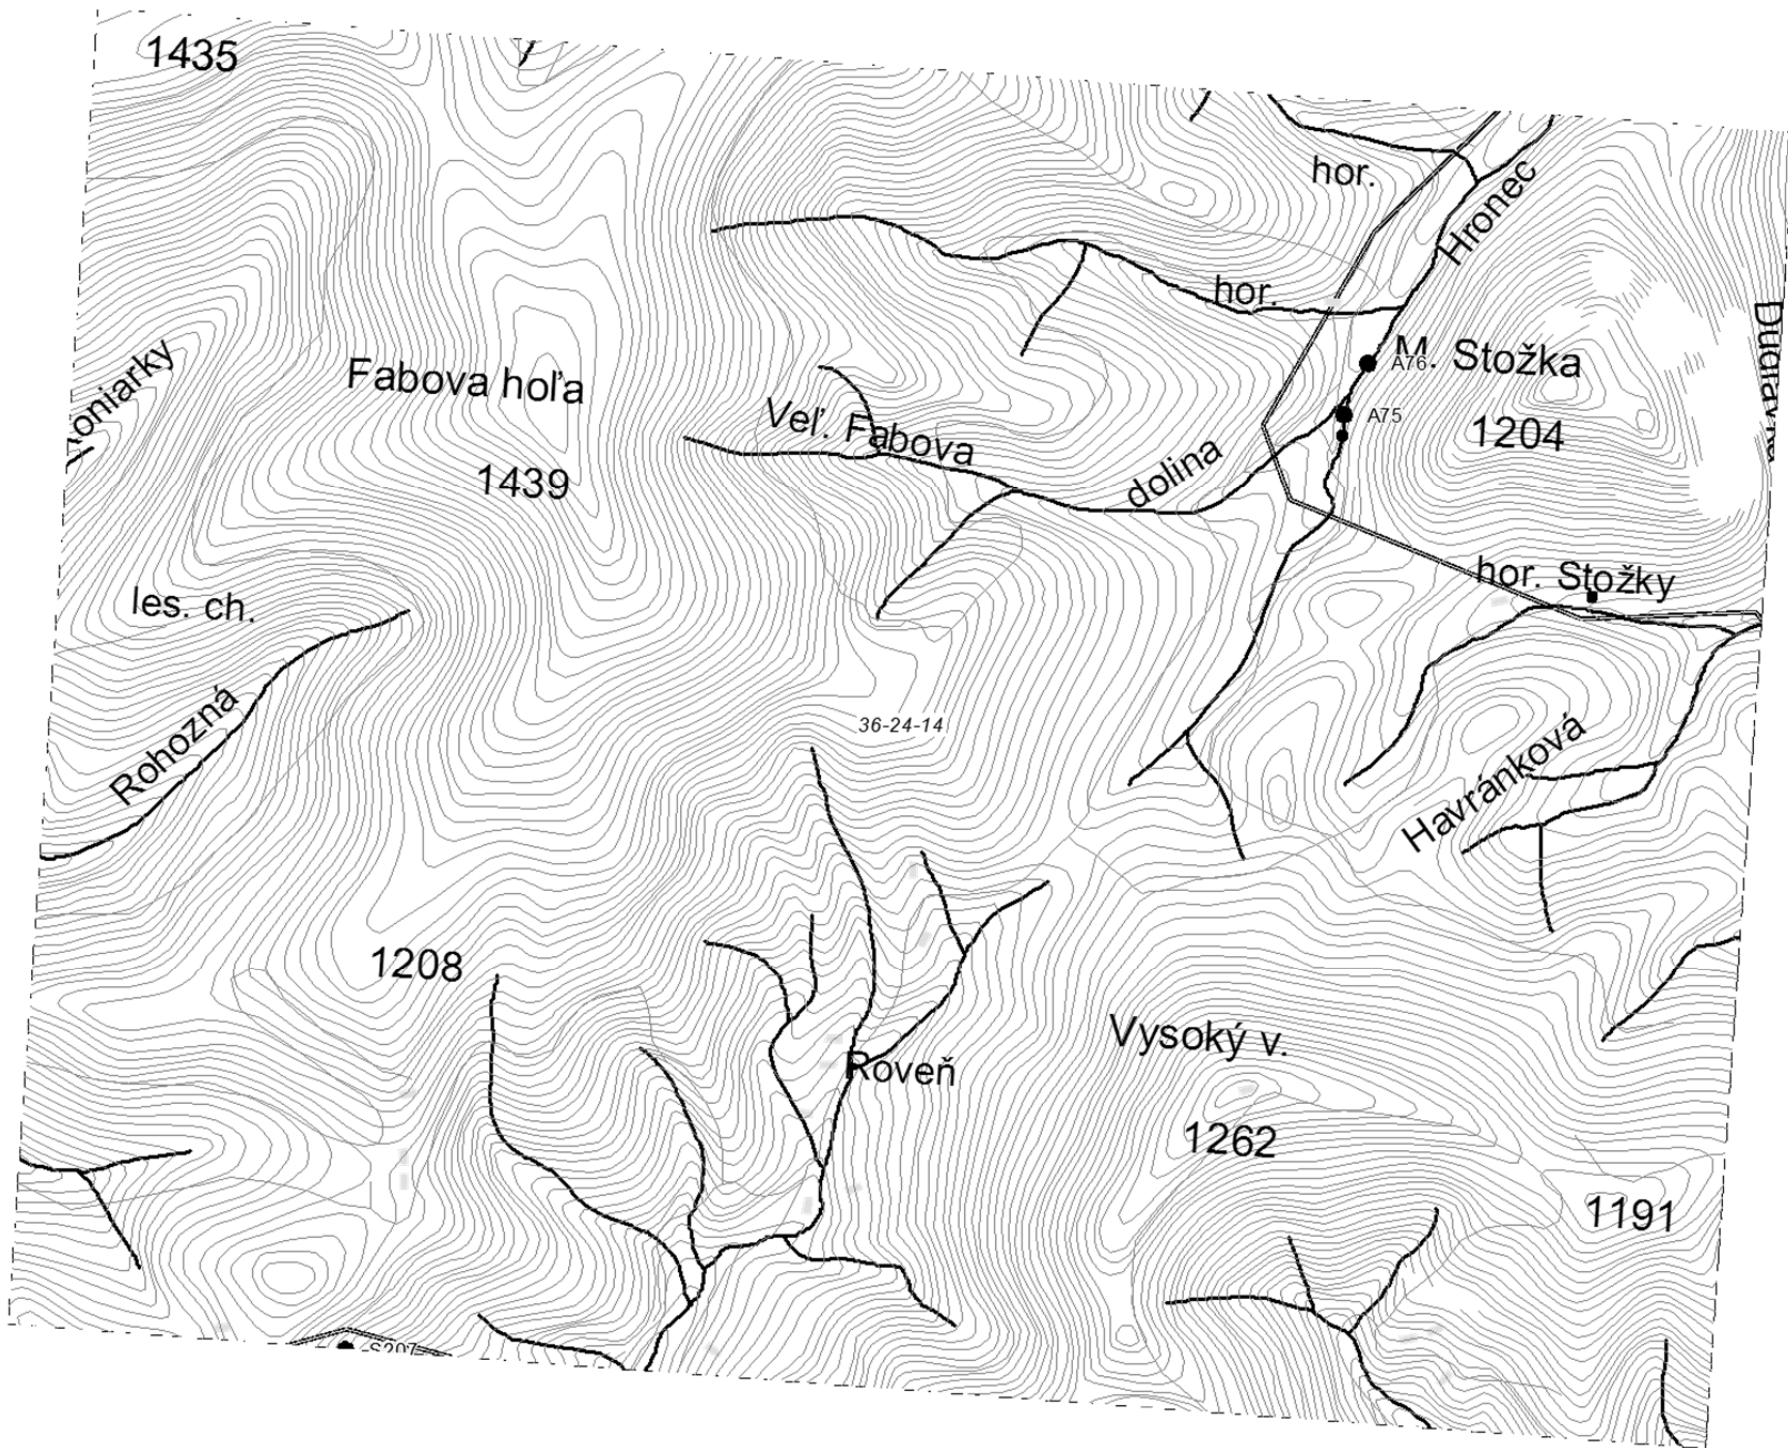 1435
hor.
Hronec
hor.
M. Stožka
A76
A75
1204
Fabova hoľa
1439
Veľ. Fabova
dolina
hor. Stožky
les. ch.
Rohozná
36-24-14
Havránková
1208
Roveň
Vysoký v.
1262
1191
S207